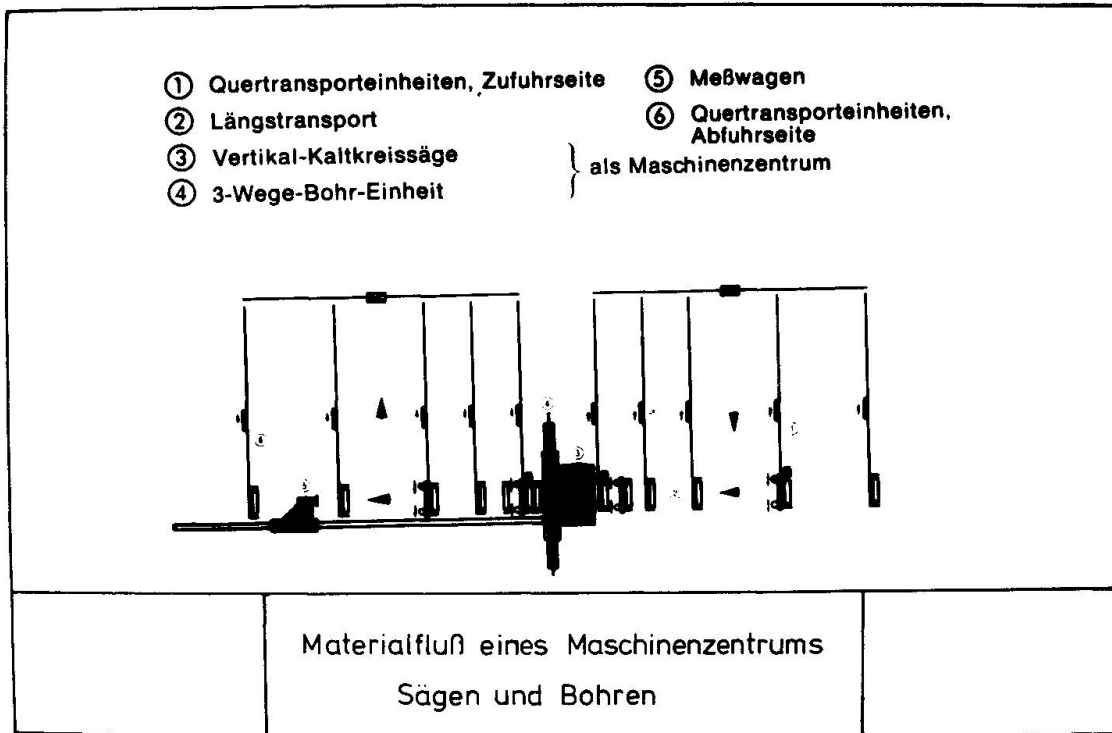 ① Quertransporteinheiten, Zufuhrseite
② Längstransport
③ Vertikal-Kaltkreissäge
④ 3-Wege-Bohr-Einheit
als Maschinenzentrum
⑤ Meßwagen
⑥ Quertransporteinheiten,
Abfuhrseite
Materialfluß eines Maschinenzentrums
Sägen und Bohren